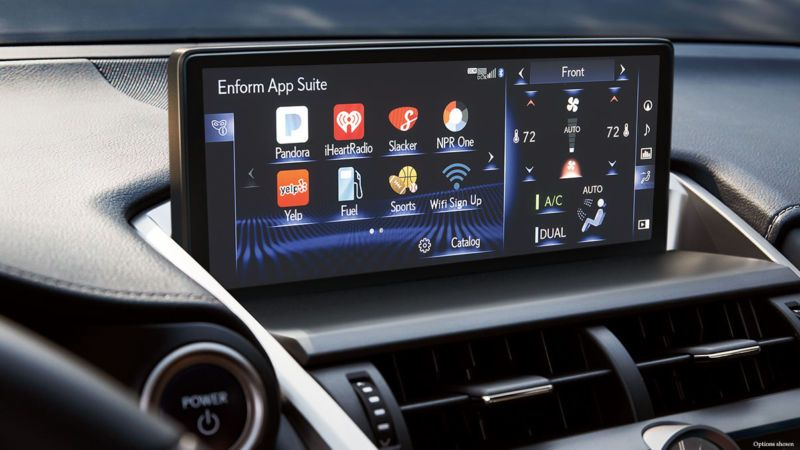 Enform App Suite
Front
Pandora
iHeartRadio
Slacker
NPR One
72
AUTO
72
yelp
Yelp
Fuel
Sports
Wifi Sign Up
A/C
AUTO
DUAL
Catalog
POWER
Options shown